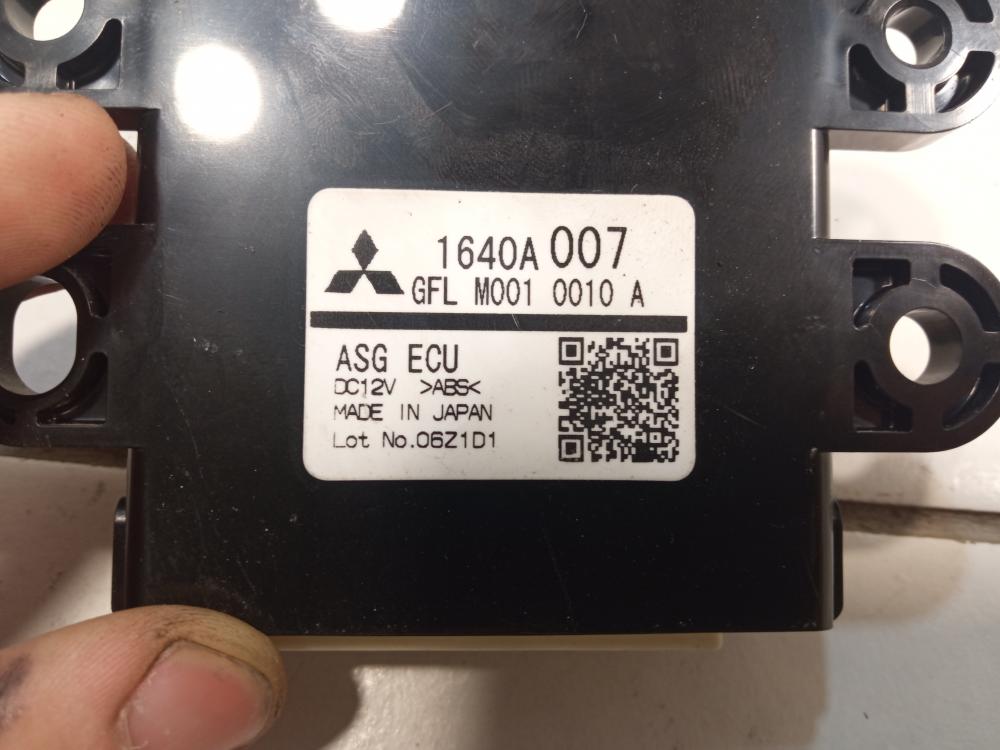 1640A 007
GFL M001 0010 A
ASG ECU
DC12V >ABS<
MADE IN JAPAN
Lot No.06Z1D1